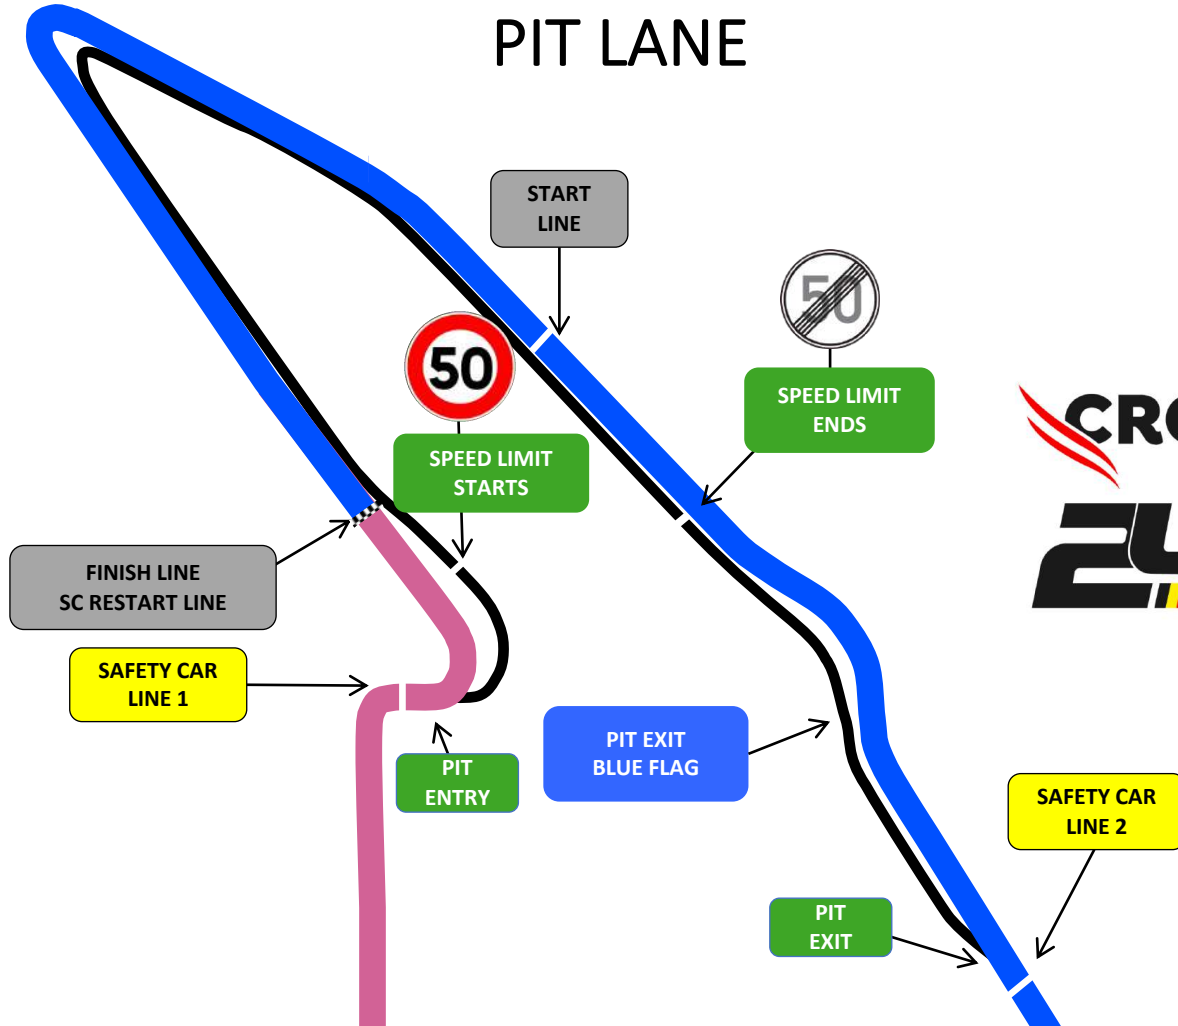 PIT LANE
START
LINE
50
SPEED LIMIT
ENDS
50
SPEED LIMIT
STARTS
24
FINISH LINE
SC RESTART LINE
SAFETY CAR
LINE 1
PIT
ENTRY
PIT EXIT
BLUE FLAG
SAFETY CAR
LINE 2
PIT
EXIT